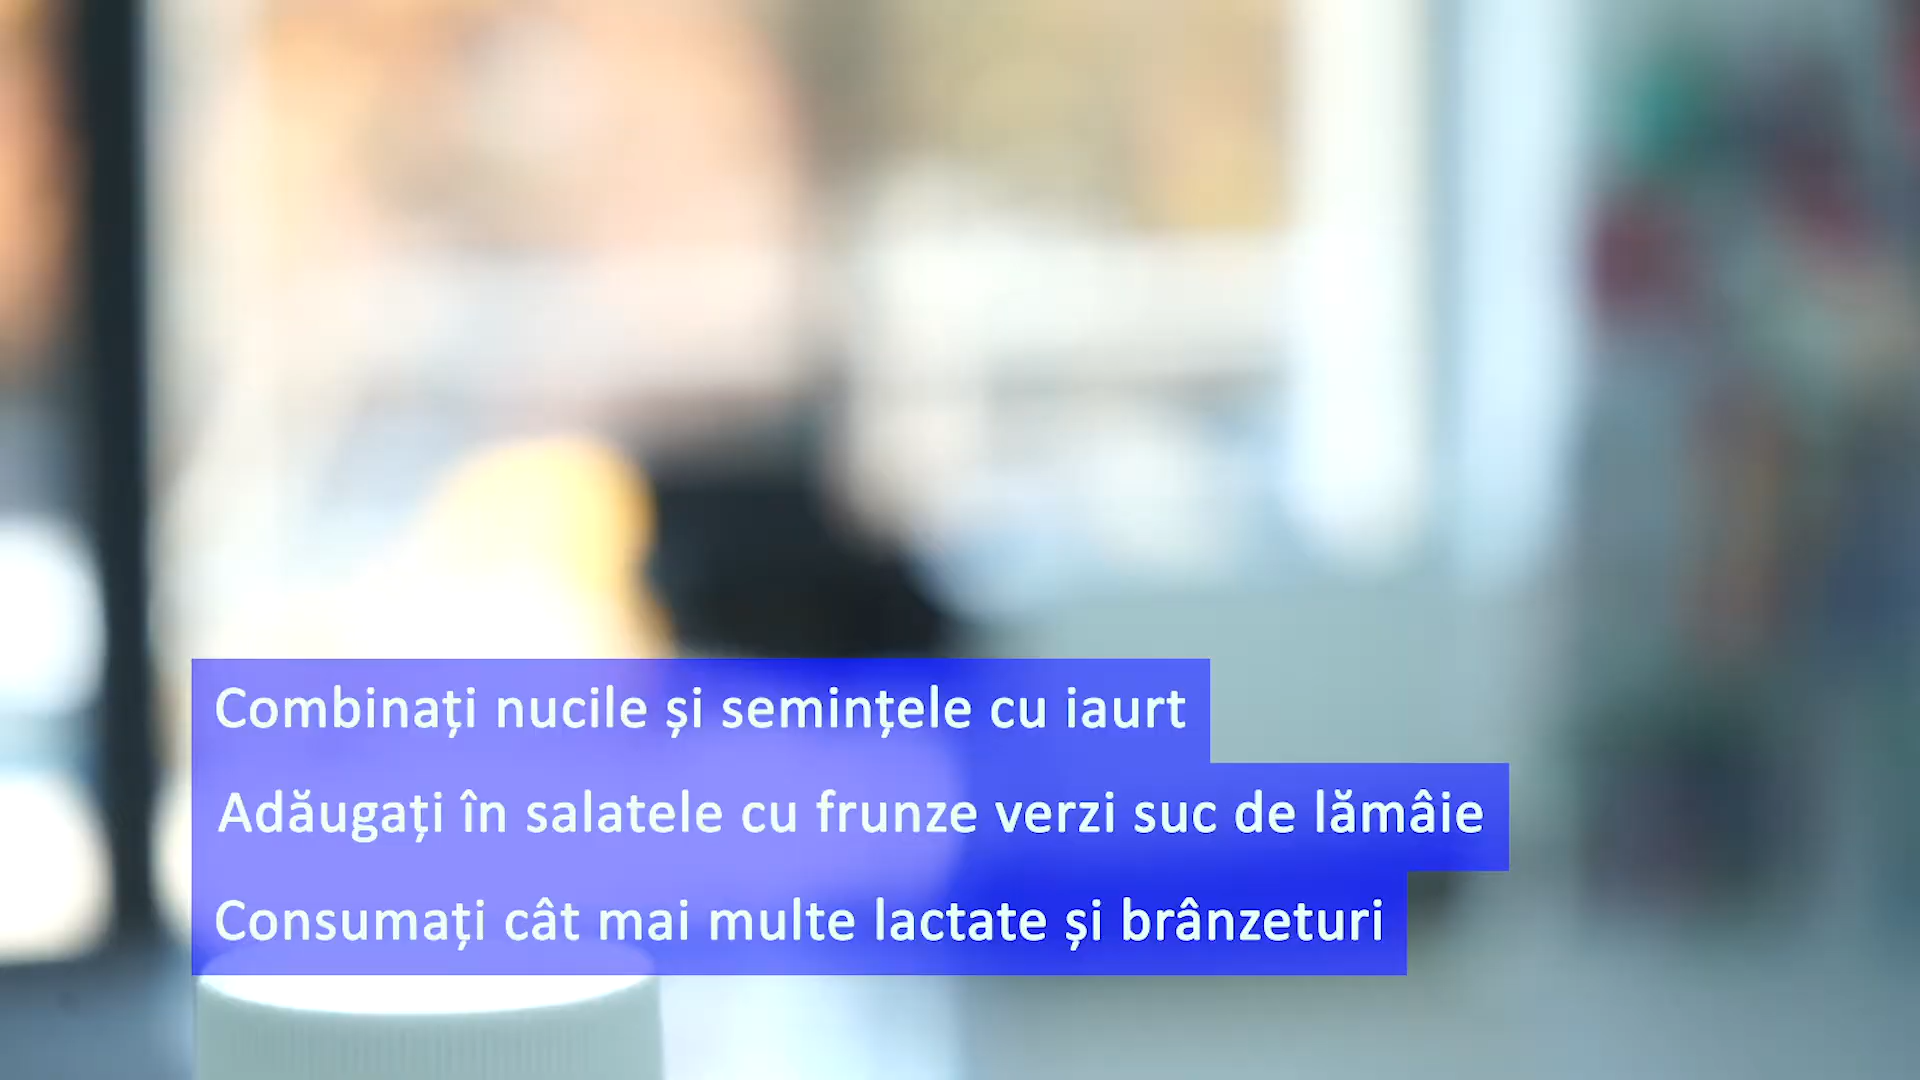 Combinați nucile și semințele cu iaurt
Adăugați în salatele cu frunze verzi suc de lămâie
Consumați cât mai multe lactate și brânzeturi